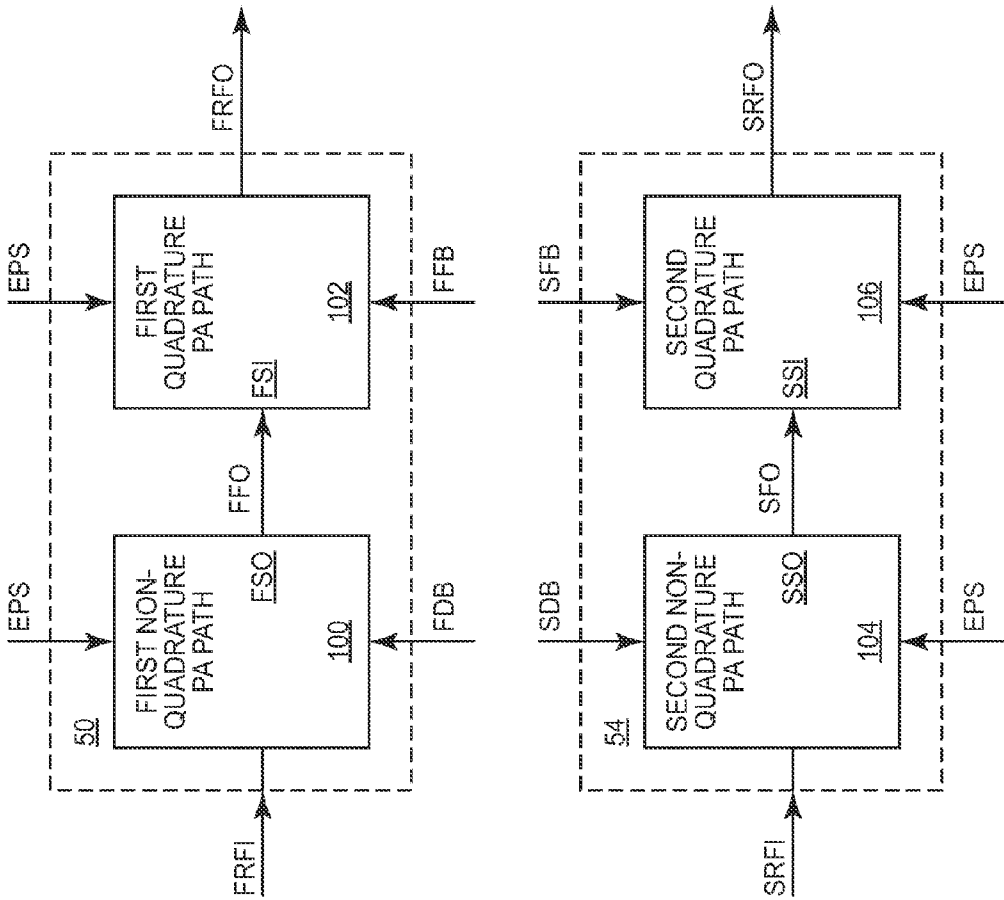 EPS
EPS
50
FIRST NON-
QUADRATURE
PA PATH
FSO
100
FIRST
QUADRATURE
PA PATH
FSI
102
FRFI
FFO
FRFO
FDB
FFB
SDB
SFB
54
SECOND NON-
QUADRATURE
PA PATH
SSO
104
SECOND
QUADRATURE
PA PATH
SSI
106
SRFI
SFO
SRFO
EPS
EPS